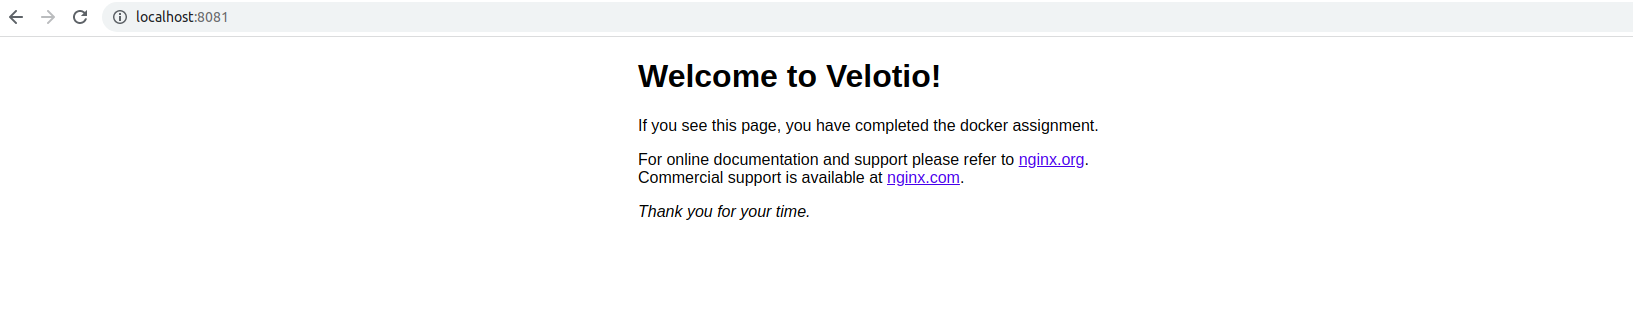 localhost:8081
Welcome to Velotio!
If you see this page, you have completed the docker assignment.
For online documentation and support please refer to nginx.org.
Commercial support is available at nginx.com.
Thank you for your time.